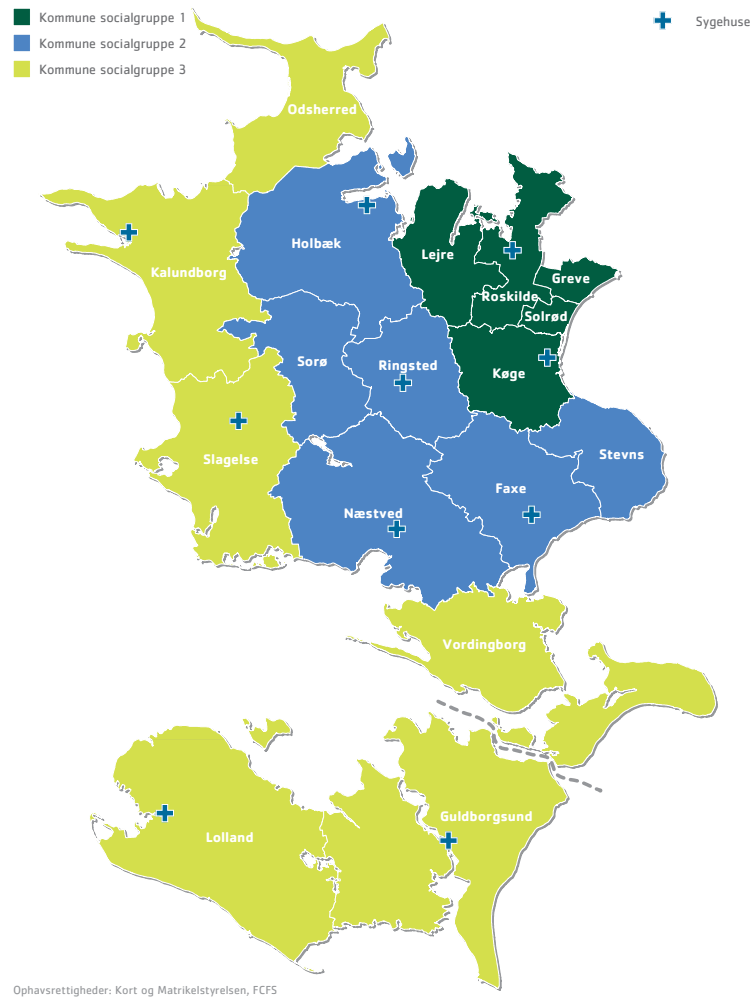 Kommune socialgruppe 1
Kommune socialgruppe 2
Kommune socialgruppe 3
Sygehuse
Odsherred
Holbæk
Lejre
Kalundborg
Greve
Roskilde
Solrød
Sorø
Ringsted
Køge
Slagelse
Stevns
Faxe
Næstved
Vordingborg
Guldborgsund
Lolland
Ophavsrettigheder: Kort og Matrikelstyrelsen, FCFS